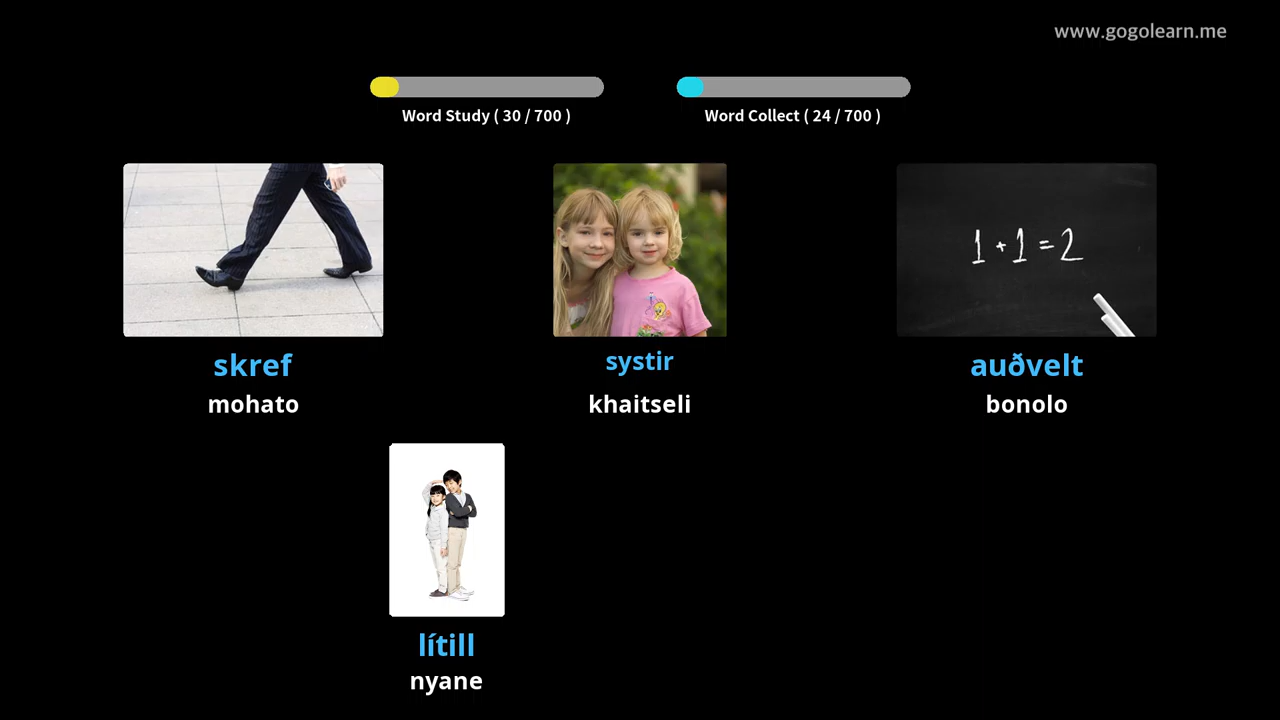 www.gogolearn.me
Word Study ( 30 / 700 )
Word Collect ( 24 / 700 )
1 + 1 = 2
skref
systir
auðvelt
mohato
khaitseli
bonolo
lítill
nyane